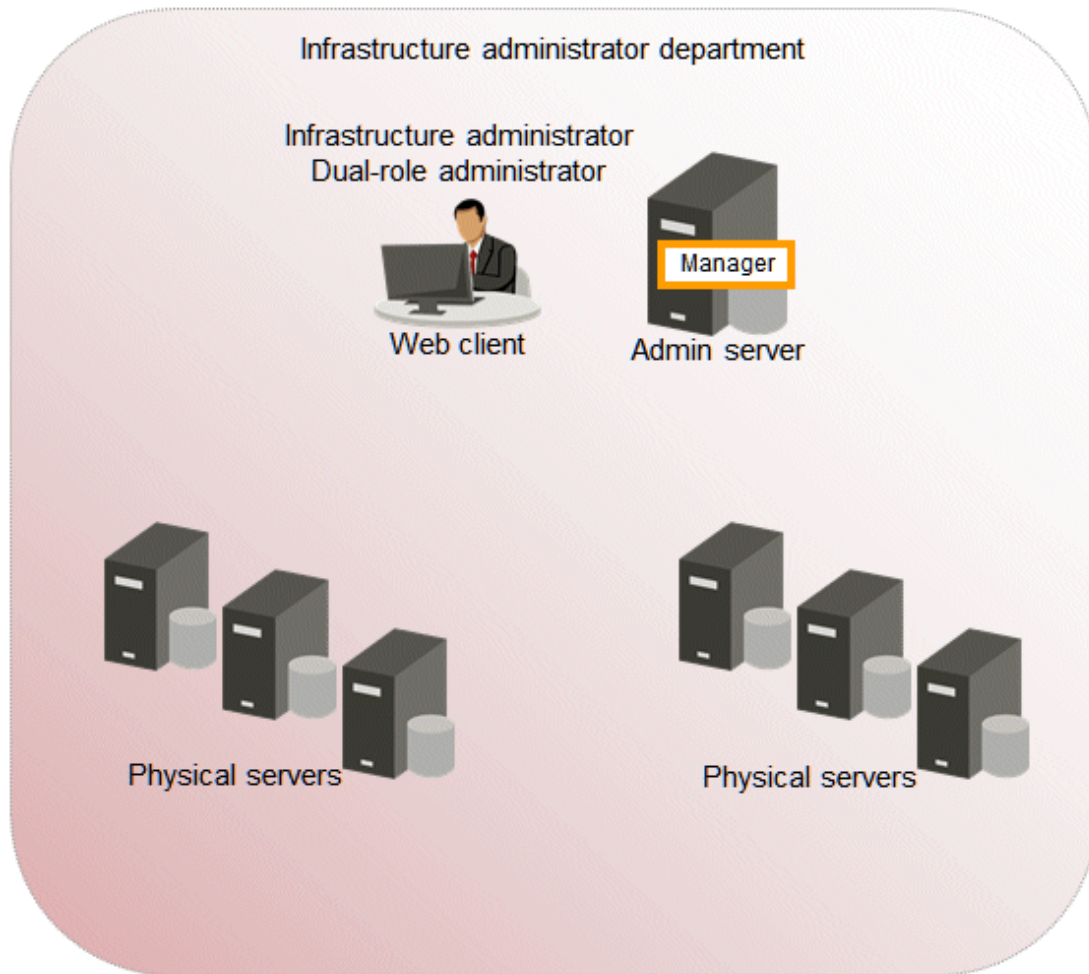 Infrastructure administrator department
Infrastructure administrator
Dual-role administrator
Manager
Web client
Admin server
Physical servers
Physical servers